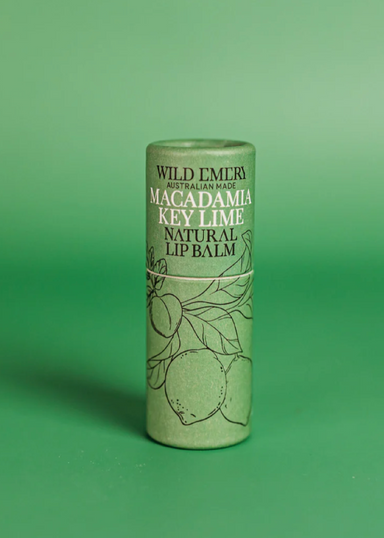 WILD EMERY
AUSTRALIAN MADE
MACADAMIA
KEY LIME
NATURAL
LIP BALM